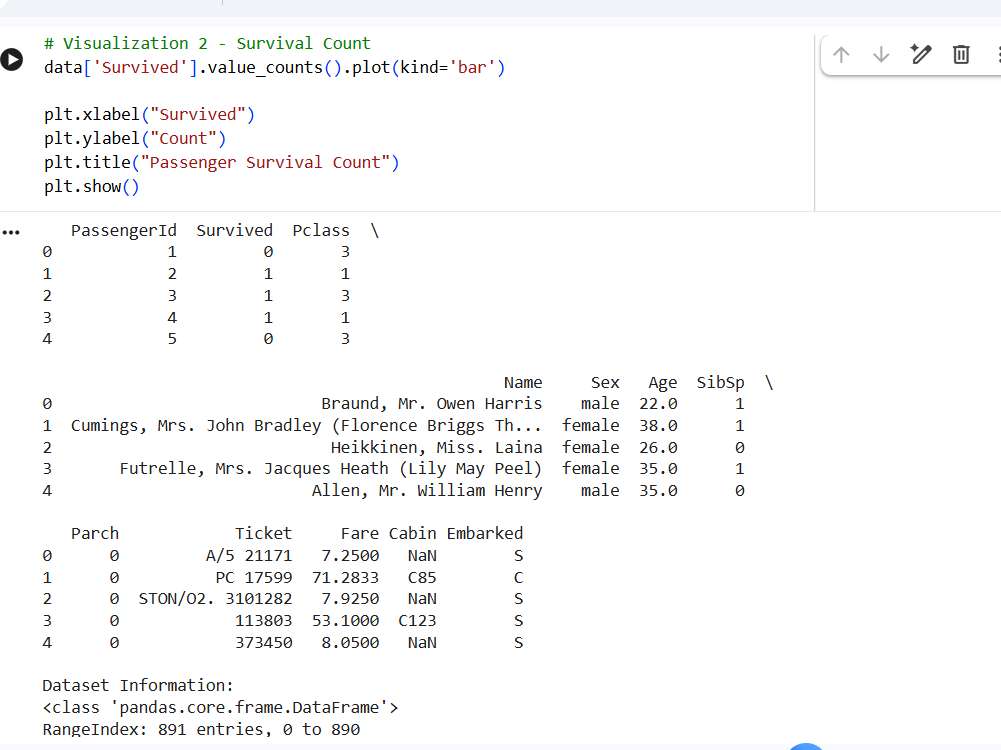 # Visualization 2 - Survival Count
data['Survived'].value_counts().plot(kind='bar')
plt.xlabel("Survived")
plt.ylabel("Count")
plt.title("Passenger Survival Count")
plt.show()
PassengerId  Survived  Pclass  \
0            1         0       3
1            2         1       1
2            3         1       3
3            4         1       1
4            5         0       3
Name     Sex   Age  SibSp  \
0                            Braund, Mr. Owen Harris    male  22.0      1
1  Cumings, Mrs. John Bradley (Florence Briggs Th...  female  38.0      1
2                             Heikkinen, Miss. Laina  female  26.0      0
3       Futrelle, Mrs. Jacques Heath (Lily May Peel)  female  35.0      1
4                           Allen, Mr. William Henry    male  35.0      0
Parch            Ticket     Fare Cabin Embarked
0      0         A/5 21171   7.2500   NaN        S
1      0          PC 17599  71.2833   C85        C
2      0  STON/O2. 3101282   7.9250   NaN        S
3      0            113803  53.1000  C123        S
4      0            373450   8.0500   NaN        S
Dataset Information:
<class 'pandas.core.frame.DataFrame'>
RangeIndex: 891 entries, 0 to 890